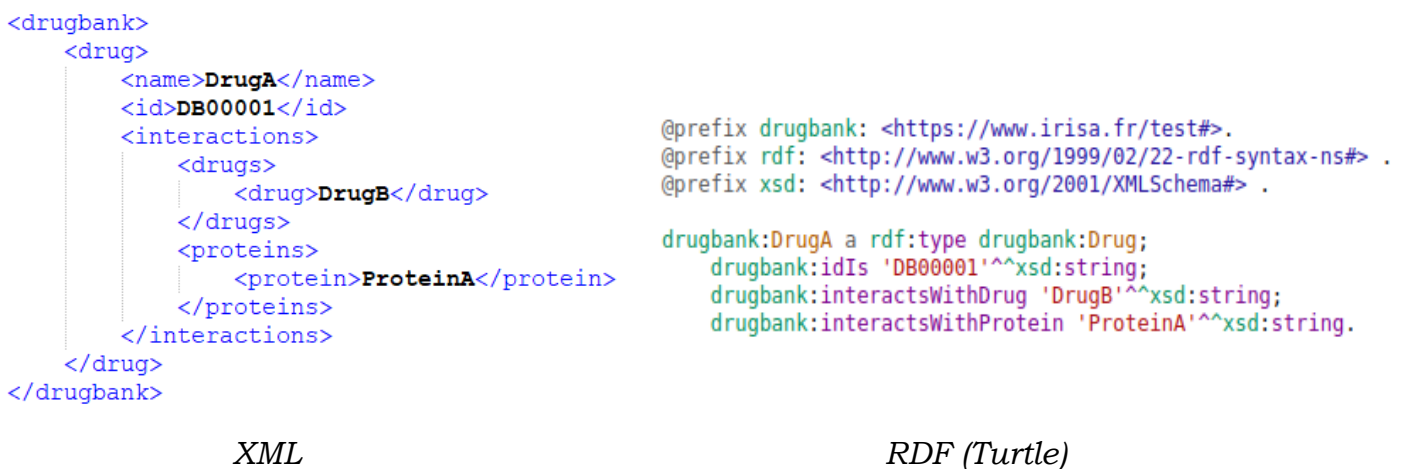 <drugbank>
<drug>
<name>DrugA</name>
<id>DB00001</id>
<interactions>
<drugs>
<drug>DrugB</drug>
</drugs>
<proteins>
<protein>ProteinA</protein>
</proteins>
</interactions>
</drug>
</drugbank>
XML
@prefix drugbank: <https://www.irisa.fr/test#>.
@prefix rdf: <http://www.w3.org/1999/02/22-rdf-syntax-ns#> .
@prefix xsd: <http://www.w3.org/2001/XMLSchema#> .
drugbank:DrugA a rdf:type drugbank:Drug;
drugbank:idIs 'DB00001'^^xsd:string;
drugbank:interactsWithDrug 'DrugB'^^xsd:string;
drugbank:interactsWithProtein 'ProteinA'^^xsd:string.
RDF (Turtle)